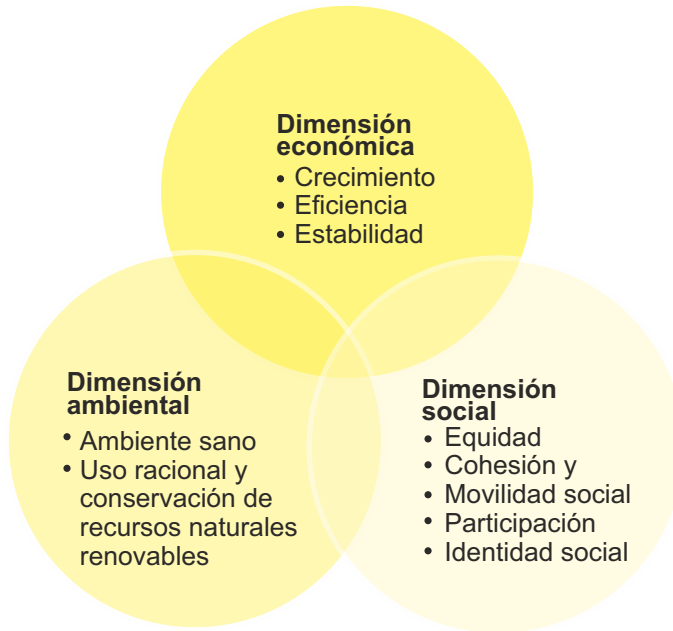 Dimensión
económica
• Crecimiento
• Eficiencia
• Estabilidad
Dimensión
ambiental
• Ambiente sano
• Uso racional y
conservación de
recursos naturales
renovables
Dimensión
social
• Equidad
• Cohesión y
• Movilidad social
• Participación
• Identidad social